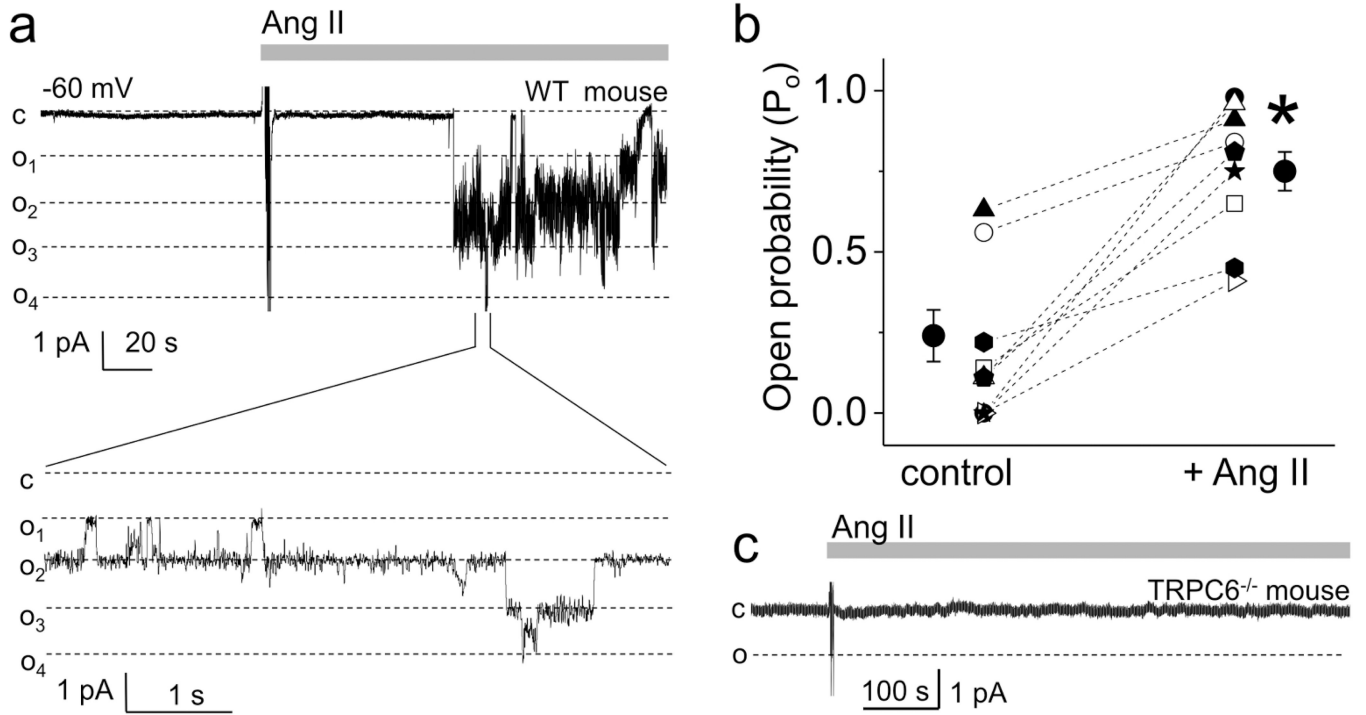 a
Ang II
-60 mV
WT mouse
c
o1
o2
o3
o4
1 pA
20 s
c
o1
o2
o3
o4
1 pA
1 s
b
Open probability (Po)
1.0
0.5
0.0
*
control
+ Ang II
c
Ang II
TRPC6-/- mouse
c
o
100 s
1 pA